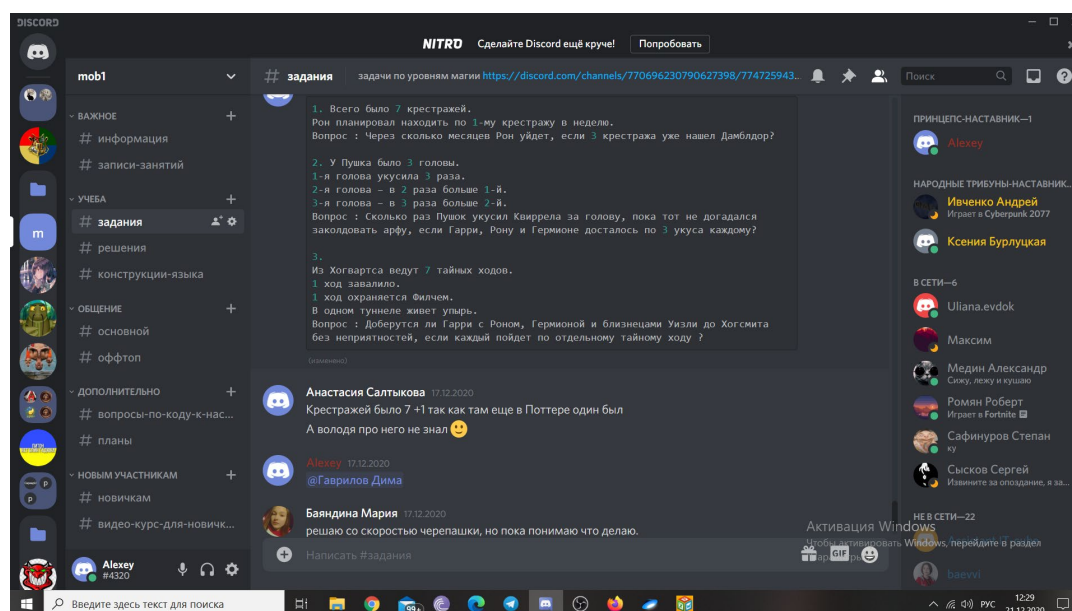 DISCORD
NITRO Сделайте Discord ещё круче! Попробовать
mob1
ВАЖНОЕ
информация
записи-занятий
УЧЕБА
задания
решения
конструкции-языка
ОБЩЕНИЕ
основной
оффтоп
ДОПОЛНИТЕЛЬНО
вопросы-по-коду-к-нас...
планы
НОВЫМ УЧАСТНИКАМ
новичкам
видео-курс-для-новичк...
m
p
p
Alexey
#4320
# задания задачи по уровням магии https://discord.com/channels/770696230790627398/774725943...
Поиск
1. Всего было 7 крестражей.
Рон планировал находить по 1-му крестражу в неделю.
Вопрос : Через сколько месяцев Рон уйдет, если 3 крестража уже нашел Дамблдор?
2. У Пушка было 3 головы.
1-я голова укусила 3 раза.
2-я голова – в 2 раза больше 1-й.
3-я голова – в 3 раза больше 2-й.
Вопрос : Сколько раз Пушок укусил Квиррела за голову, пока тот не догадался
заколдовать арфу, если Гарри, Рону и Гермионе досталось по 3 укуса каждому?
3.
Из Хогвартса ведут 7 тайных ходов.
1 ход завалило.
1 ход охраняется Филчем.
В одном туннеле живет упырь.
Вопрос : Доберутся ли Гарри с Роном, Гермионой и близнецами Уизли до Хогсмита
без неприятностей, если каждый пойдет по отдельному тайному ходу ?
(изменено)
Анастасия Салтыкова 17.12.2020
Крестражей было 7 +1 так как там еще в Поттере один был
А володя про него не знал
Alexey 17.12.2020
@Гаврилов Дима
Баяндина Мария 17.12.2020
решаю со скоростью черепашки, но пока понимаю что делаю.
Написать #задания
GIF
ПРИНЦЕПС-НАСТАВНИК—1
Alexey
НАРОДНЫЕ ТРИБУНЫ-НАСТАВНИК...
Ивченко Андрей
Играет в Cyberpunk 2077
Ксения Бурлуцкая
В СЕТИ—6
Uliana.evdok
Максим
Медин Александр
Сижу, лежу и кушаю
Ромян Роберт
Играет в Fortnite
Сафинуров Степан
ку
Сысков Сергей
Извините за опоздание, я за...
НЕ В СЕТИ—22
baevvl
Активация Windows
Чтобы активировать Windows, перейдите в раздел
Введите здесь текст для поиска
99+
РУС
12:29
21.12.2020